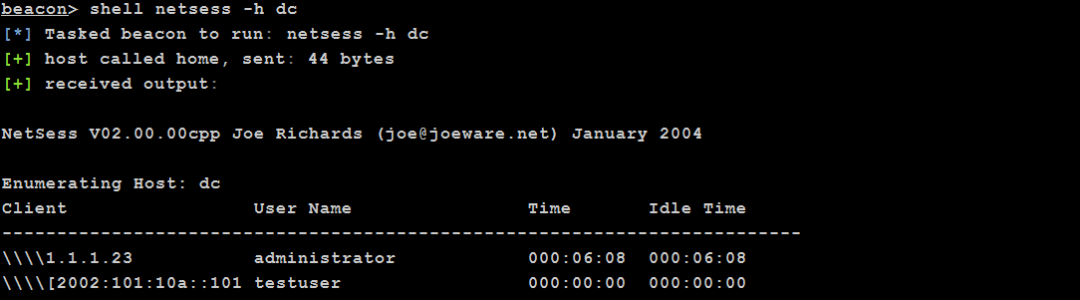 beacon> shell netsess -h dc
[*] Tasked beacon to run: netsess -h dc
[+] host called home, sent: 44 bytes
[+] received output:
NetSess V02.00.00cpp Joe Richards (joe@joeware.net) January 2004
Enumerating Host: dc
Client User Name Time Idle Time
---------------------------------------------------------------------------
\\\\1.1.1.23 administrator 000:06:08 000:06:08
\\\\[2002:101:10a::101 testuser 000:00:00 000:00:00